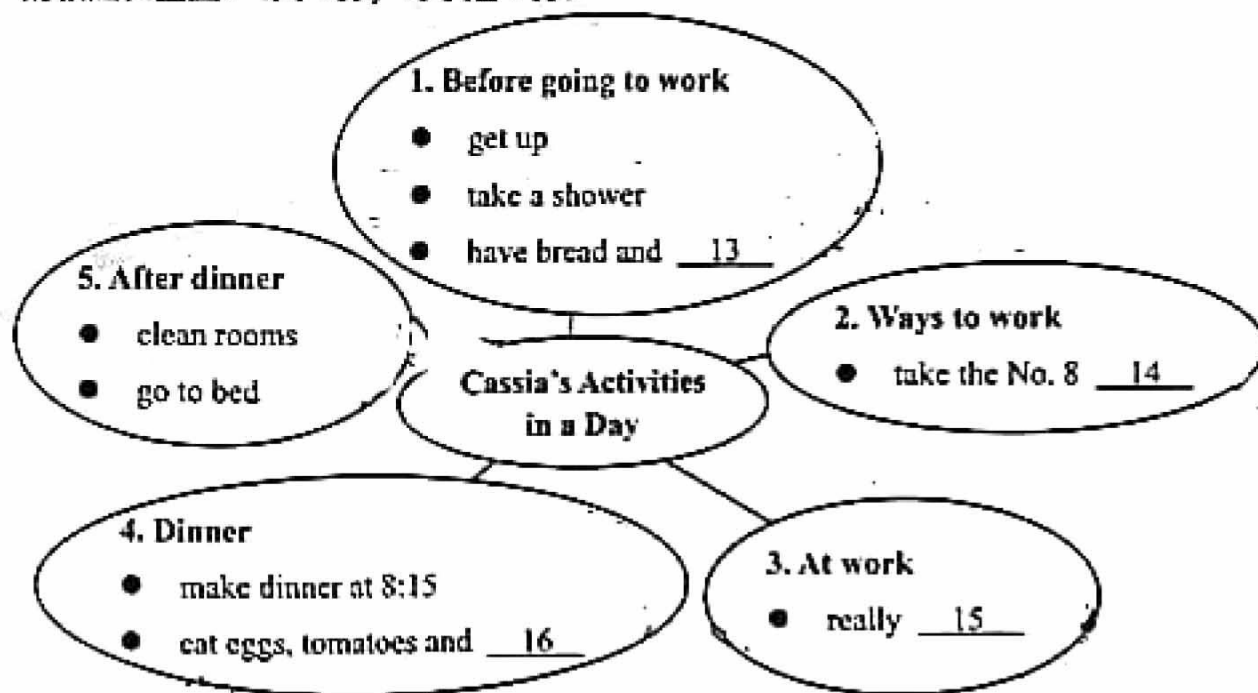 1. Before going to work
● get up
● take a shower
● have bread and 13
2. Ways to work
● take the No. 8 14
3. At work
● really 15
4. Dinner
● make dinner at 8:15
● eat eggs, tomatoes and 16
5. After dinner
● clean rooms
● go to bed
Cassia's Activities
in a Day